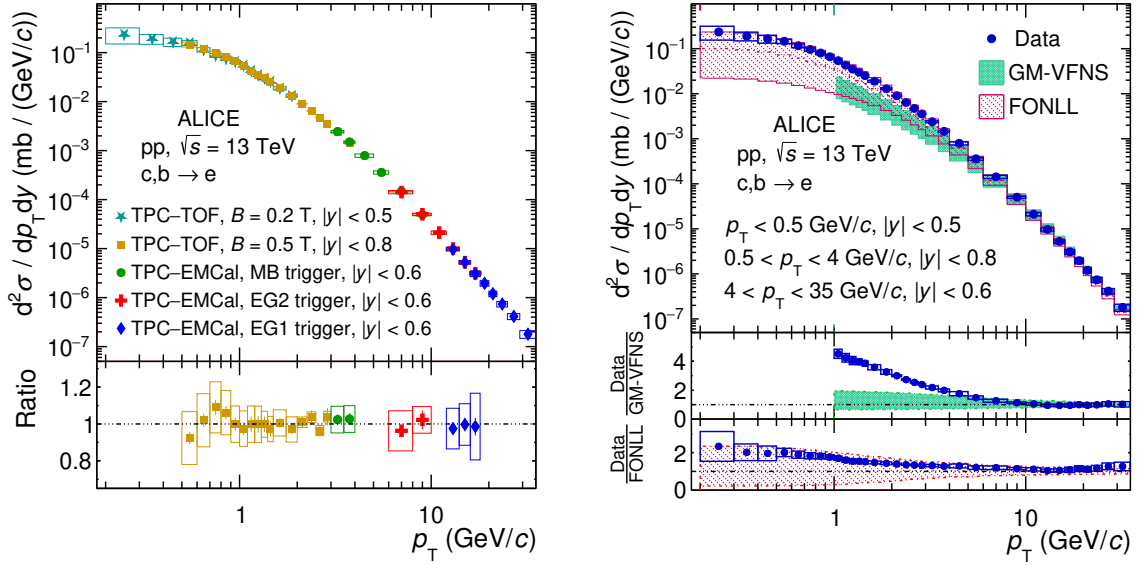 d²σ / dp_T dy (mb / (GeV/c))
10⁻¹
10⁻²
10⁻³
10⁻⁴
10⁻⁵
10⁻⁶
10⁻⁷
ALICE
pp, √s = 13 TeV
c,b → e
TPC–TOF, B = 0.2 T, |y| < 0.5
TPC–TOF, B = 0.5 T, |y| < 0.8
TPC–EMCal, MB trigger, |y| < 0.6
TPC–EMCal, EG2 trigger, |y| < 0.6
TPC–EMCal, EG1 trigger, |y| < 0.6
Ratio
1.2
1
0.8
1 10
p_T (GeV/c)
d²σ / dp_T dy (mb / (GeV/c))
10⁻¹
10⁻²
10⁻³
10⁻⁴
10⁻⁵
10⁻⁶
10⁻⁷
Data
GM-VFNS
FONLL
ALICE
pp, √s = 13 TeV
c,b → e
p_T < 0.5 GeV/c, |y| < 0.5
0.5 < p_T < 4 GeV/c, |y| < 0.8
4 < p_T < 35 GeV/c, |y| < 0.6
Data
GM-VFNS
4
2
0
Data
FONLL
2
1
0
1 10
p_T (GeV/c)